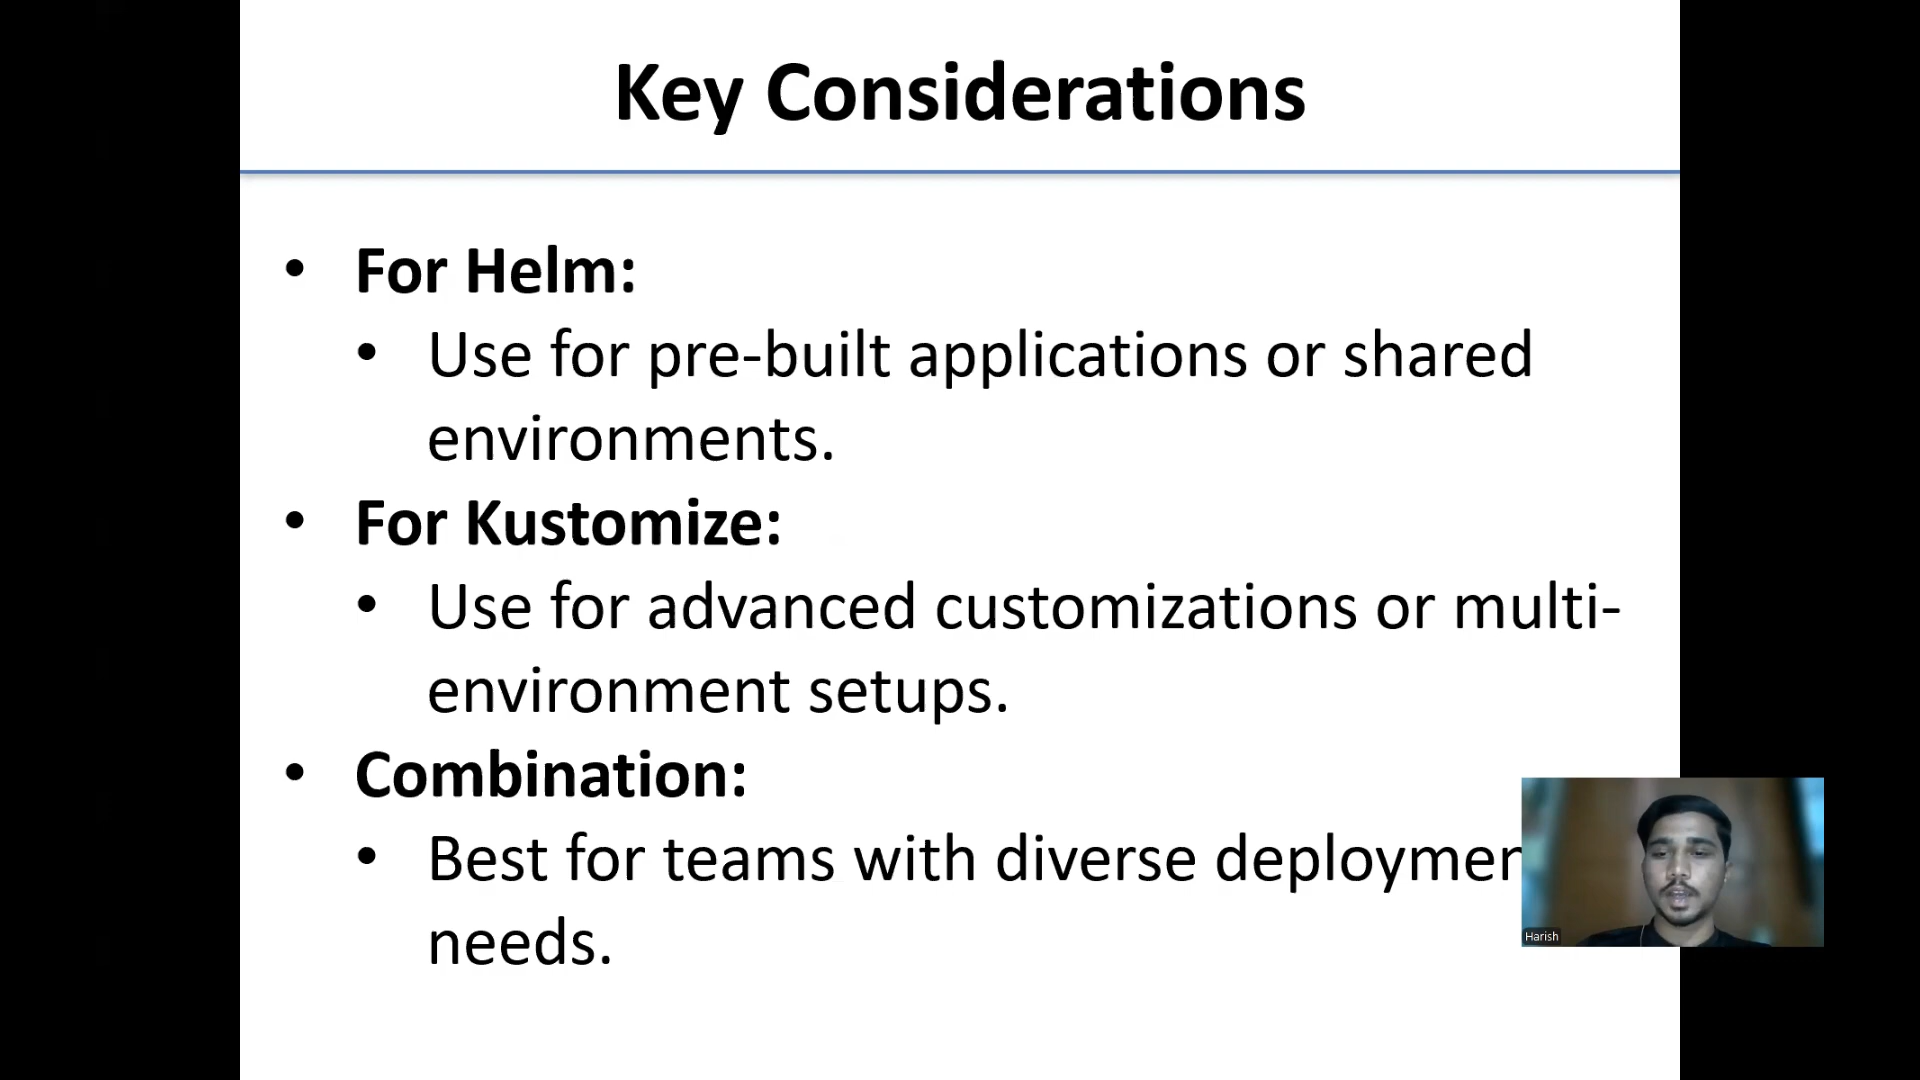 Key Considerations
• For Helm:
• Use for pre-built applications or shared
environments.
• For Kustomize:
• Use for advanced customizations or multi-
environment setups.
• Combination:
• Best for teams with diverse
needs.
Harish